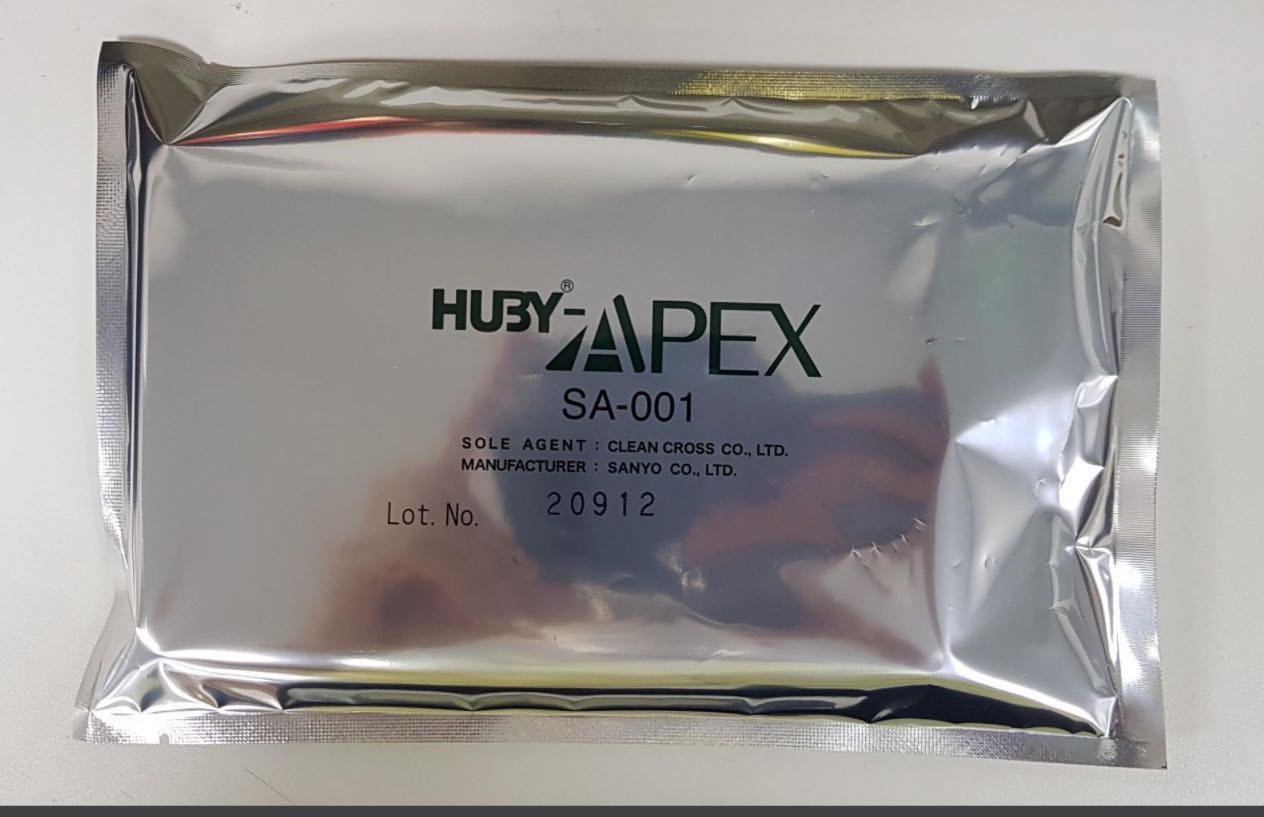 HUBY®-APEX
SA-001
SOLE AGENT : CLEAN CROSS CO., LTD.
MANUFACTURER : SANYO CO., LTD.
Lot. No. 20912